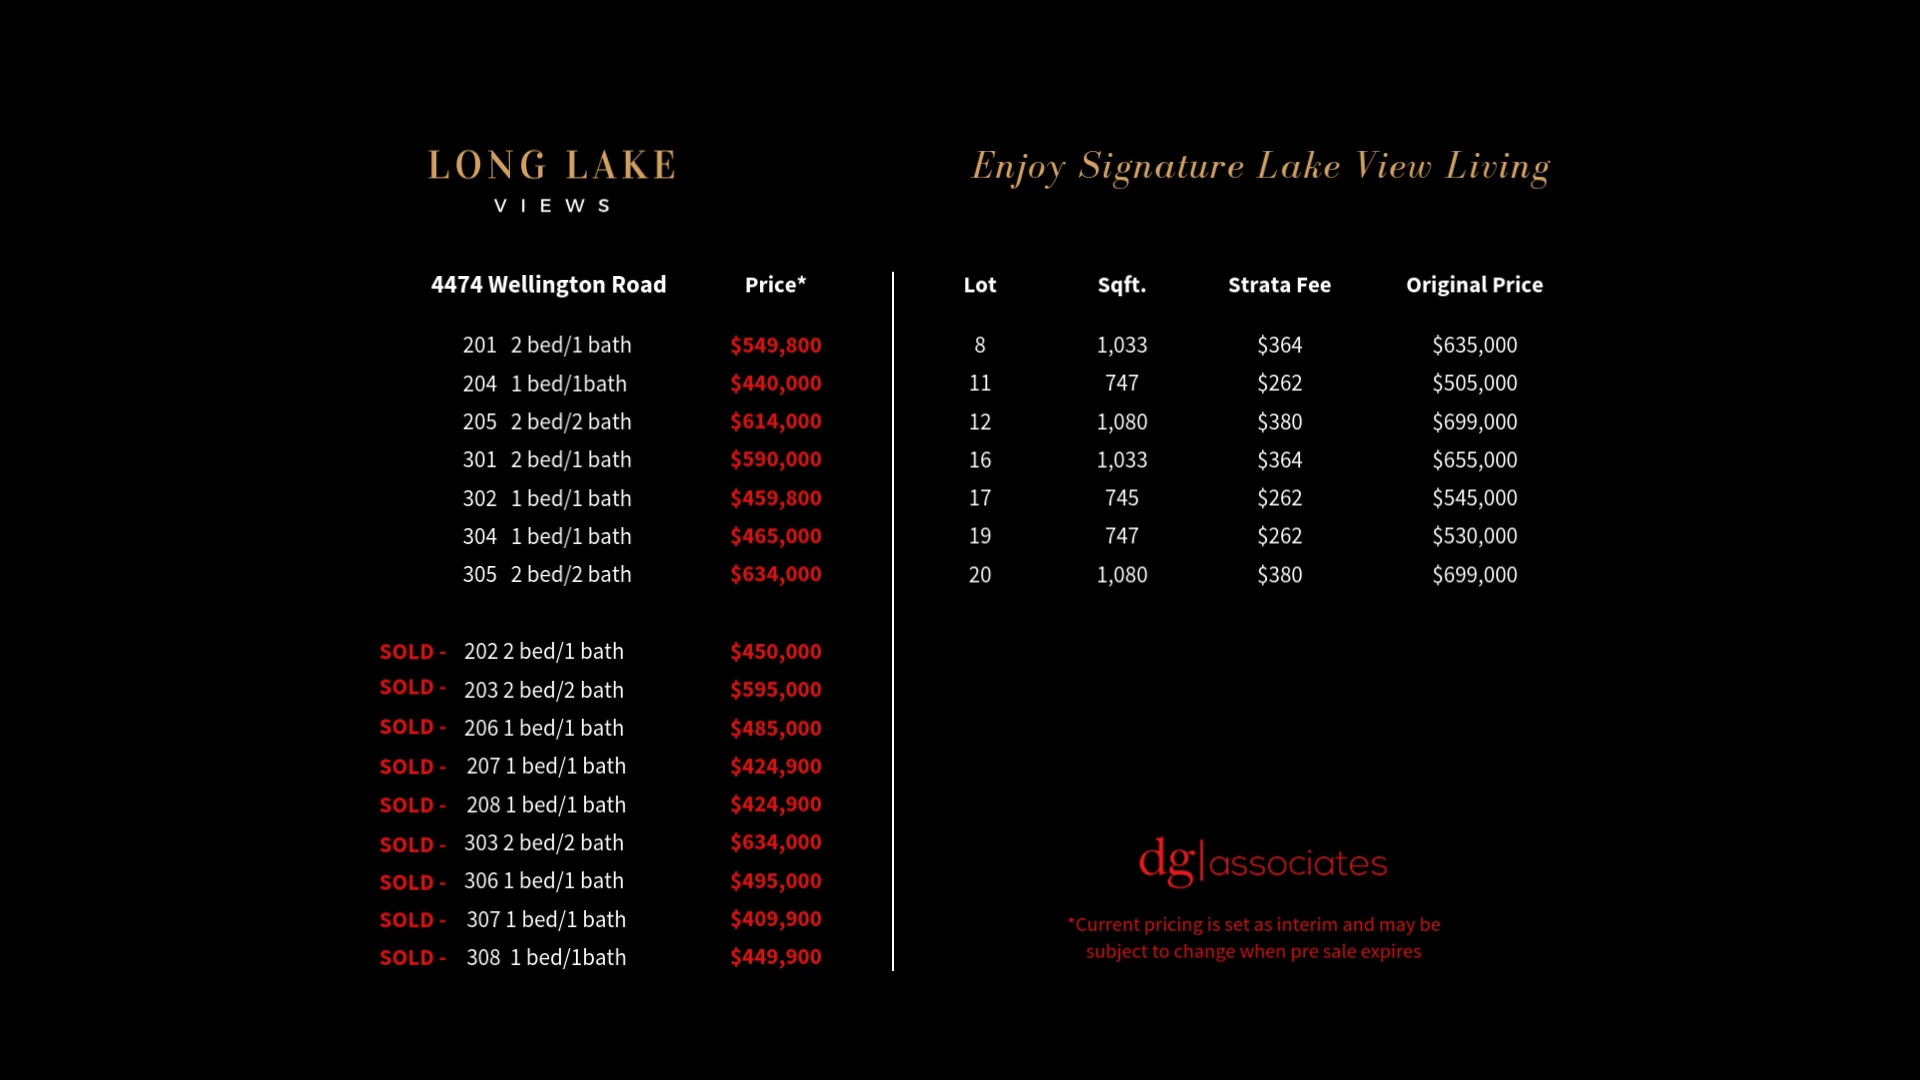 LONG LAKE
VIEWS
Enjoy Signature Lake View Living
4474 Wellington Road Price* Lot Sqft. Strata Fee Original Price
201 2 bed/1 bath $549,800 8 1,033 $364 $635,000
204 1 bed/1bath $440,000 11 747 $262 $505,000
205 2 bed/2 bath $614,000 12 1,080 $380 $699,000
301 2 bed/1 bath $590,000 16 1,033 $364 $655,000
302 1 bed/1 bath $459,800 17 745 $262 $545,000
304 1 bed/1 bath $465,000 19 747 $262 $530,000
305 2 bed/2 bath $634,000 20 1,080 $380 $699,000
SOLD - 202 2 bed/1 bath $450,000
SOLD - 203 2 bed/2 bath $595,000
SOLD - 206 1 bed/1 bath $485,000
SOLD - 207 1 bed/1 bath $424,900
SOLD - 208 1 bed/1 bath $424,900
SOLD - 303 2 bed/2 bath $634,000
SOLD - 306 1 bed/1 bath $495,000
SOLD - 307 1 bed/1 bath $409,900
SOLD - 308 1 bed/1bath $449,900
dg|associates
*Current pricing is set as interim and may be
subject to change when pre sale expires